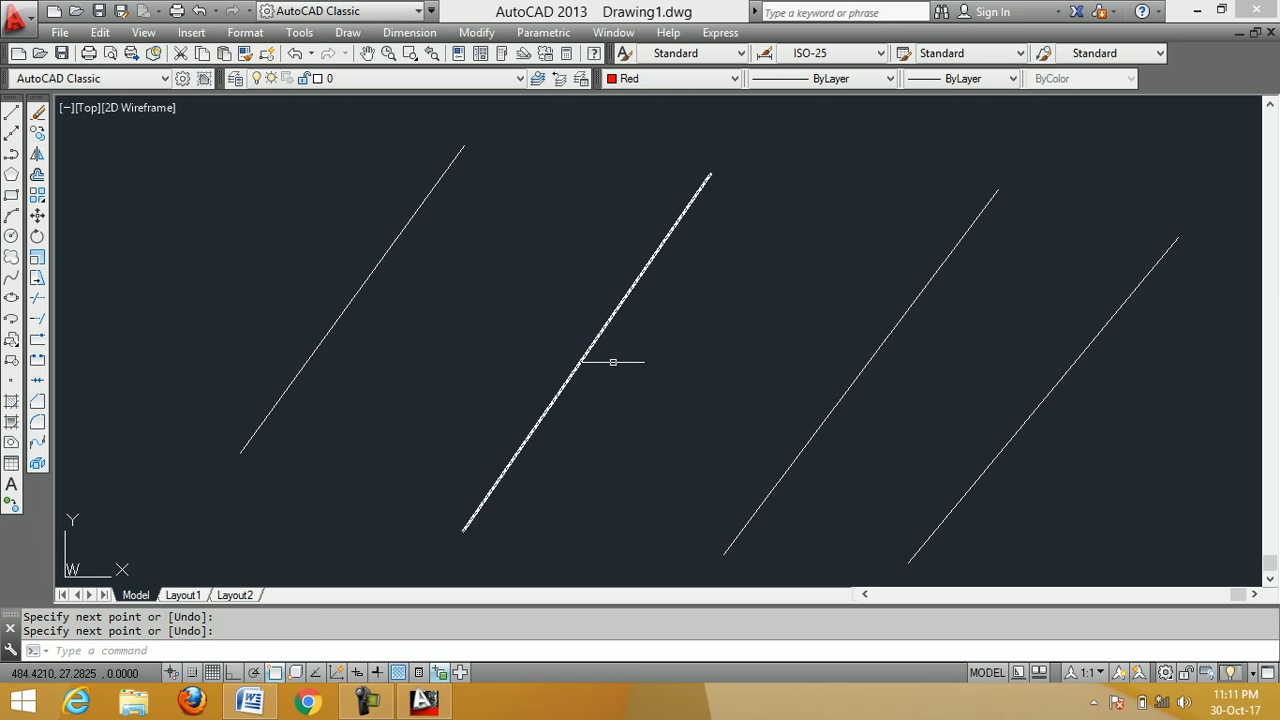 AutoCAD Classic
AutoCAD 2013 Drawing1.dwg
Type a keyword or phrase
Sign In
File Edit View Insert Format Tools Draw Dimension Modify Parametric Window Help Express
Standard ISO-25 Standard Standard
AutoCAD Classic 0 Red ByLayer ByLayer ByColor
[−][Top][2D Wireframe]
A
Y
W X
Model Layout1 Layout2
Specify next point or [Undo]:
Specify next point or [Undo]:
Type a command
484.4210, 27.2825 , 0.0000 MODEL 1:1
11:11 PM
30-Oct-17